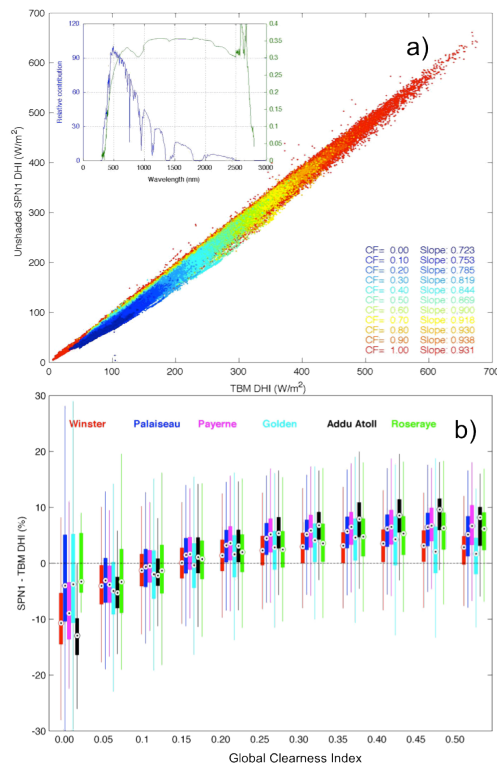 a)
Unshaded SPN1 DHI (W/m²)
700
600
500
400
300
200
100
0
Relative contribution
120
90
60
30
0
0.4
0.35
0.3
0.25
0.2
0.15
0.1
0.05
0
0 500 1000 1500 2000 2500 3000
Wavelength (nm)
CF= 0.00 Slope: 0.723
CF= 0.10 Slope: 0.753
CF= 0.20 Slope: 0.785
CF= 0.30 Slope: 0.819
CF= 0.40 Slope: 0.844
CF= 0.50 Slope: 0.869
CF= 0.60 Slope: 0.900
CF= 0.70 Slope: 0.916
CF= 0.80 Slope: 0.930
CF= 0.90 Slope: 0.938
CF= 1.00 Slope: 0.931
0 100 200 300 400 500 600 700
TBM DHI (W/m²)
b)
Winster Palaiseau Payerne Golden Addu Atoll Roseraye
SPN1 - TBM DHI (%)
30
20
10
0
-10
-20
-30
0.00 0.05 0.1 0.15 0.20 0.25 0.30 0.35 0.40 0.45 0.50
Global Clearness Index